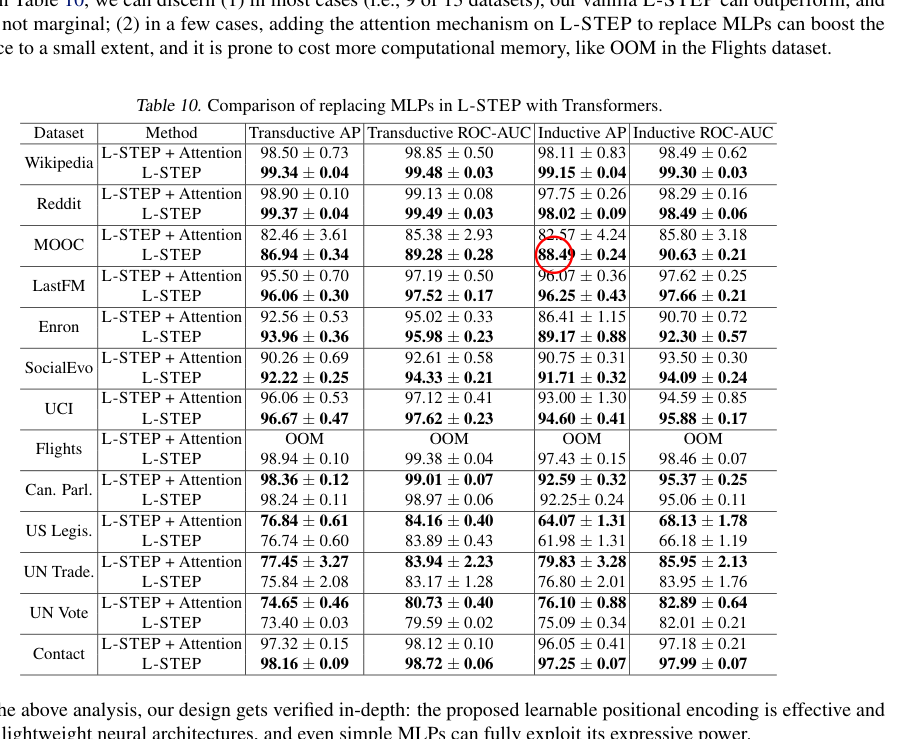 n Table 10, we can discern (1) in most cases (i.e., 9 of 13 datasets), our vanilla L-STEP can outperform, and
not marginal; (2) in a few cases, adding the attention mechanism on L-STEP to replace MLPs can boost the
ce to a small extent, and it is prone to cost more computational memory, like OOM in the Flights dataset.
Table 10. Comparison of replacing MLPs in L-STEP with Transformers.
Dataset Method Transductive AP Transductive ROC-AUC Inductive AP Inductive ROC-AUC
Wikipedia L-STEP + Attention 98.50 ± 0.73 98.85 ± 0.50 98.11 ± 0.83 98.49 ± 0.62
L-STEP 99.34 ± 0.04 99.48 ± 0.03 99.15 ± 0.04 99.30 ± 0.03
Reddit L-STEP + Attention 98.90 ± 0.10 99.13 ± 0.08 97.75 ± 0.26 98.29 ± 0.16
L-STEP 99.37 ± 0.04 99.49 ± 0.03 98.02 ± 0.09 98.49 ± 0.06
MOOC L-STEP + Attention 82.46 ± 3.61 85.38 ± 2.93 82.57 ± 4.24 85.80 ± 3.18
L-STEP 86.94 ± 0.34 89.28 ± 0.28 88.49 ± 0.24 90.63 ± 0.21
LastFM L-STEP + Attention 95.50 ± 0.70 97.19 ± 0.50 96.07 ± 0.36 97.62 ± 0.25
L-STEP 96.06 ± 0.30 97.52 ± 0.17 96.25 ± 0.43 97.66 ± 0.21
Enron L-STEP + Attention 92.56 ± 0.53 95.02 ± 0.33 86.41 ± 1.15 90.70 ± 0.72
L-STEP 93.96 ± 0.36 95.98 ± 0.23 89.17 ± 0.88 92.30 ± 0.57
SocialEvo L-STEP + Attention 90.26 ± 0.69 92.61 ± 0.58 90.75 ± 0.31 93.50 ± 0.30
L-STEP 92.22 ± 0.25 94.33 ± 0.21 91.71 ± 0.32 94.09 ± 0.24
UCI L-STEP + Attention 96.06 ± 0.53 97.12 ± 0.41 93.00 ± 1.30 94.59 ± 0.85
L-STEP 96.67 ± 0.47 97.62 ± 0.23 94.60 ± 0.41 95.88 ± 0.17
Flights L-STEP + Attention OOM OOM OOM OOM
L-STEP 98.94 ± 0.10 99.38 ± 0.04 97.43 ± 0.15 98.46 ± 0.07
Can. Parl. L-STEP + Attention 98.36 ± 0.12 99.01 ± 0.07 92.59 ± 0.32 95.37 ± 0.25
L-STEP 98.24 ± 0.11 98.97 ± 0.06 92.25± 0.24 95.06 ± 0.11
US Legis. L-STEP + Attention 76.84 ± 0.61 84.16 ± 0.40 64.07 ± 1.31 68.13 ± 1.78
L-STEP 76.74 ± 0.60 83.89 ± 0.43 61.98 ± 1.31 66.18 ± 1.19
UN Trade. L-STEP + Attention 77.45 ± 3.27 83.94 ± 2.23 79.83 ± 3.28 85.95 ± 2.13
L-STEP 75.84 ± 2.08 83.17 ± 1.28 76.80 ± 2.01 83.95 ± 1.76
UN Vote L-STEP + Attention 74.65 ± 0.46 80.73 ± 0.40 76.10 ± 0.88 82.89 ± 0.64
L-STEP 73.40 ± 0.03 79.59 ± 0.02 75.09 ± 0.34 82.01 ± 0.21
Contact L-STEP + Attention 97.32 ± 0.15 98.12 ± 0.10 96.05 ± 0.41 97.18 ± 0.21
L-STEP 98.16 ± 0.09 98.72 ± 0.06 97.25 ± 0.07 97.99 ± 0.07
he above analysis, our design gets verified in-depth: the proposed learnable positional encoding is effective and
lightweight neural architectures, and even simple MLPs can fully exploit its expressive power.